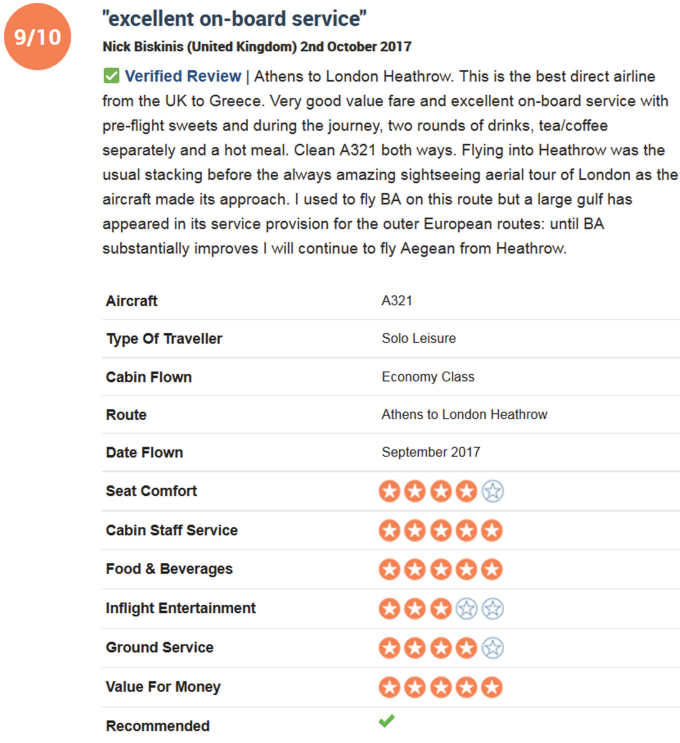 9/10
"excellent on-board service"
Nick Biskinis (United Kingdom) 2nd October 2017
Verified Review | Athens to London Heathrow. This is the best direct airline
from the UK to Greece. Very good value fare and excellent on-board service with
pre-flight sweets and during the journey, two rounds of drinks, tea/coffee
separately and a hot meal. Clean A321 both ways. Flying into Heathrow was the
usual stacking before the always amazing sightseeing aerial tour of London as the
aircraft made its approach. I used to fly BA on this route but a large gulf has
appeared in its service provision for the outer European routes: until BA
substantially improves I will continue to fly Aegean from Heathrow.
Aircraft A321
Type Of Traveller Solo Leisure
Cabin Flown Economy Class
Route Athens to London Heathrow
Date Flown September 2017
Seat Comfort
Cabin Staff Service
Food & Beverages
Inflight Entertainment
Ground Service
Value For Money
Recommended